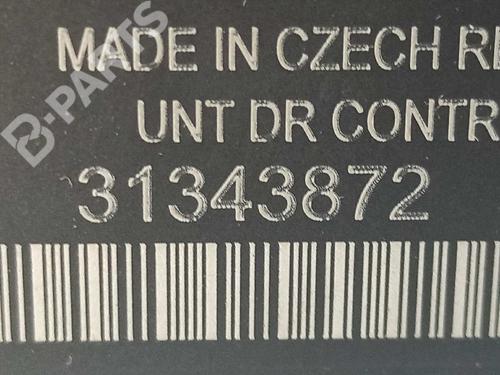 MADE IN CZECH RE
UNT DR CONTR
31343872
B-PARTS